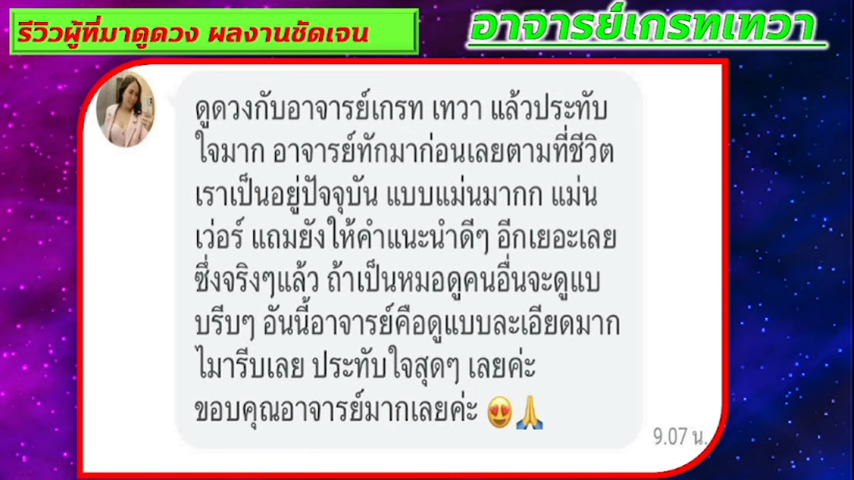 รีวิวผู้ที่มาดูดวง ผลงานชัดเจน
อาจารย์เกรทเทวา
ดูดวงกับอาจารย์เกรท เทวา แล้วประทับ
ใจมาก อาจารย์ทักมาก่อนเลยตามที่ชีวิต
เราเป็นอยู่ปัจจุบัน แบบแม่นมากก แม่น
เว่อร์ แถมยังให้คำแนะนำดีๆ อีกเยอะเลย
ซึ่งจริงๆแล้ว ถ้าเป็นหมอดูคนอื่นจะดูแบ
บรีบๆ อันนี้อาจารย์คือดูแบบละเอียดมาก
ไมารีบเลย ประทับใจสุดๆ เลยค่ะ
ขอบคุณอาจารย์มากเลยค่ะ 😍🙏
9.07 น.